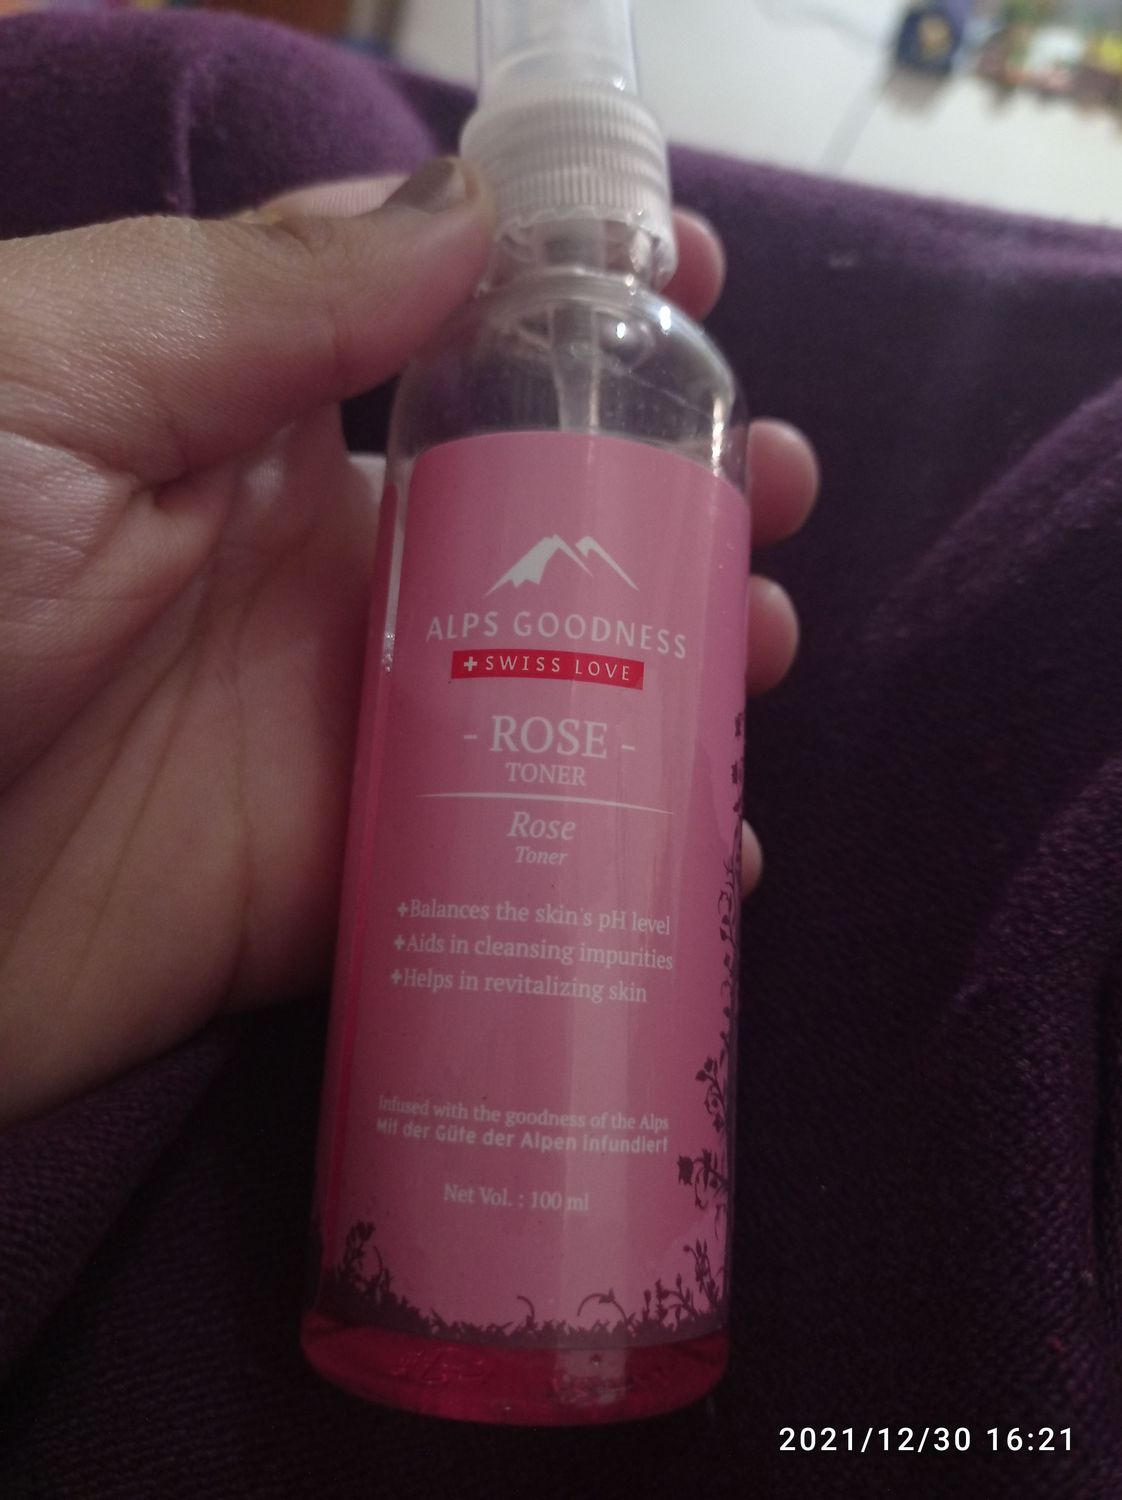 ALPS GOODNESS
+ SWISS LOVE
- ROSE -
TONER
Rose
Toner
+Balances the skin's pH level
+Aids in cleansing impurities
+Helps in revitalizing skin
Infused with the goodness of the Alps
Mit der Güte der Alpen infundiert
Net Vol. : 100 ml
2021/12/30 16:21